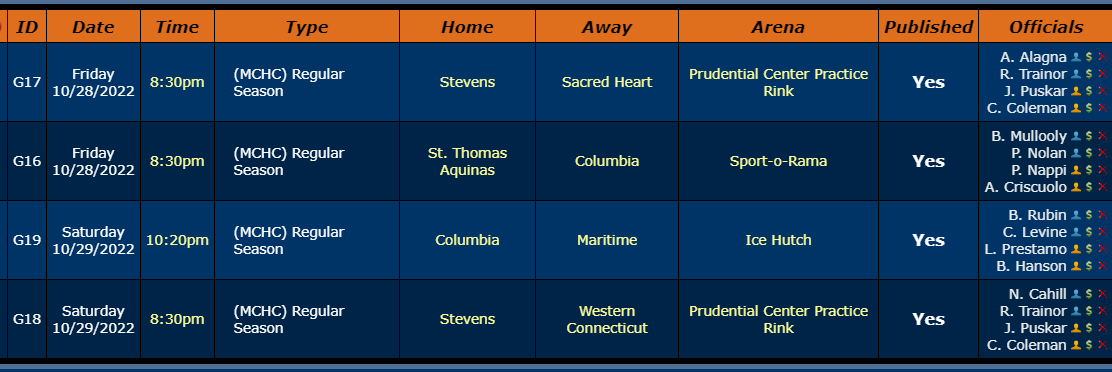 ID Date Time Type Home Away Arena Published Officials
G17 Friday 10/28/2022 8:30pm (MCHC) Regular Season Stevens Sacred Heart Prudential Center Practice Rink Yes A. Alagna $
R. Trainor $
J. Puskar $
C. Coleman $
G16 Friday 10/28/2022 8:30pm (MCHC) Regular Season St. Thomas Aquinas Columbia Sport-o-Rama Yes B. Mullooly $
P. Nolan $
P. Nappi $
A. Criscuolo $
G19 Saturday 10/29/2022 10:20pm (MCHC) Regular Season Columbia Maritime Ice Hutch Yes B. Rubin $
C. Levine $
L. Prestamo $
B. Hanson $
G18 Saturday 10/29/2022 8:30pm (MCHC) Regular Season Stevens Western Connecticut Prudential Center Practice Rink Yes N. Cahill $
R. Trainor $
J. Puskar $
C. Coleman $